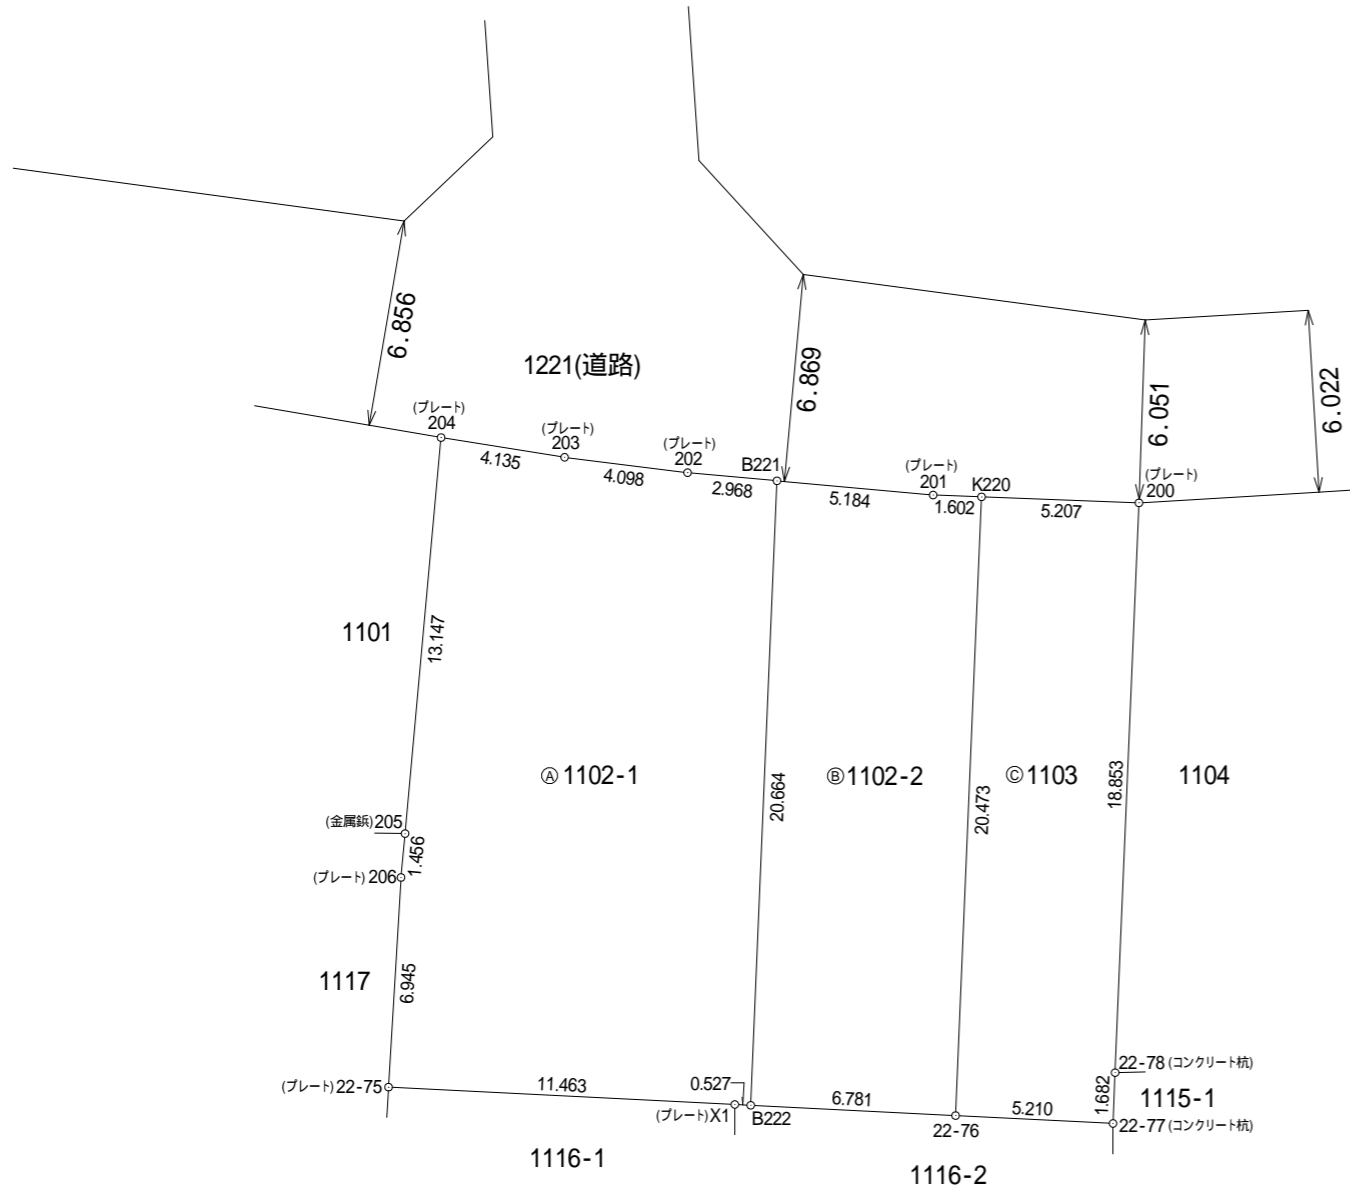 6.856
1221(道路)
6.869
6.051
6.022
(プレート)
204
(プレート)
203
(プレート)
202
B221
(プレート)
201
K220
(プレート)
200
4.135
4.098
2.968
5.184
1.602
5.207
1101
13.147
Ⓐ1102-1
20.664
Ⓑ1102-2
20.473
Ⓒ1103
18.853
1104
(金属鋲)205
1.456
(プレート)206
1117
6.945
(プレート)22-75
11.463
0.527
(プレート)X1
B222
6.781
22-76
5.210
1.682
22-78(コンクリート杭)
1115-1
22-77(コンクリート杭)
1116-1
1116-2